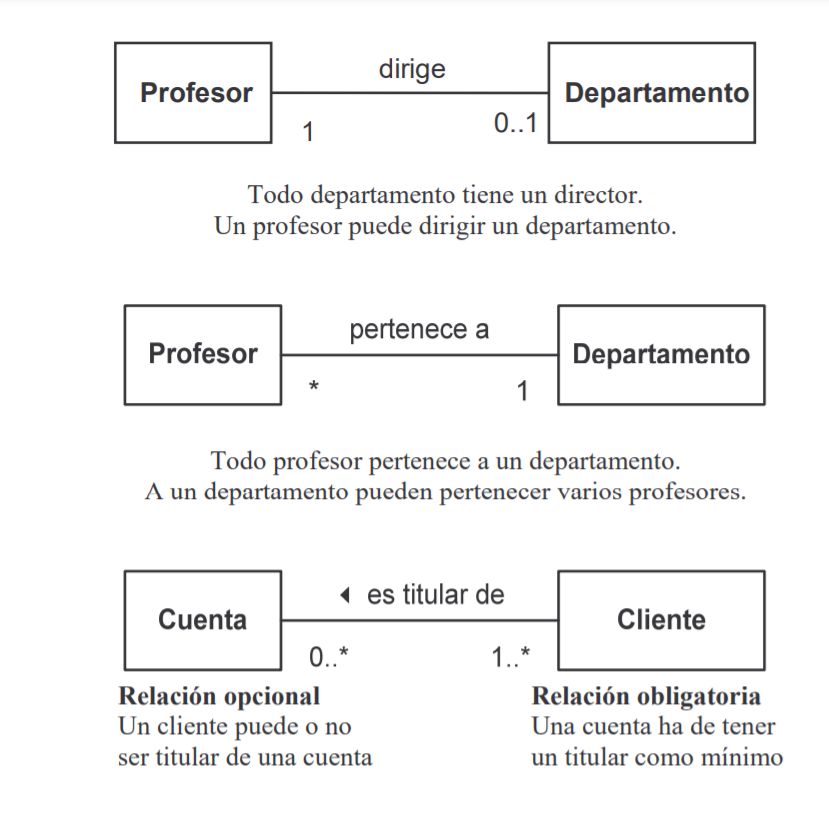 dirige
Profesor
Departamento
1
0..1
Todo departamento tiene un director.
Un profesor puede dirigir un departamento.
pertenece a
Profesor
Departamento
*
1
Todo profesor pertenece a un departamento.
A un departamento pueden pertenecer varios profesores.
◀ es titular de
Cuenta
Cliente
0..*
1..*
Relación opcional
Un cliente puede o no
ser titular de una cuenta
Relación obligatoria
Una cuenta ha de tener
un titular como mínimo